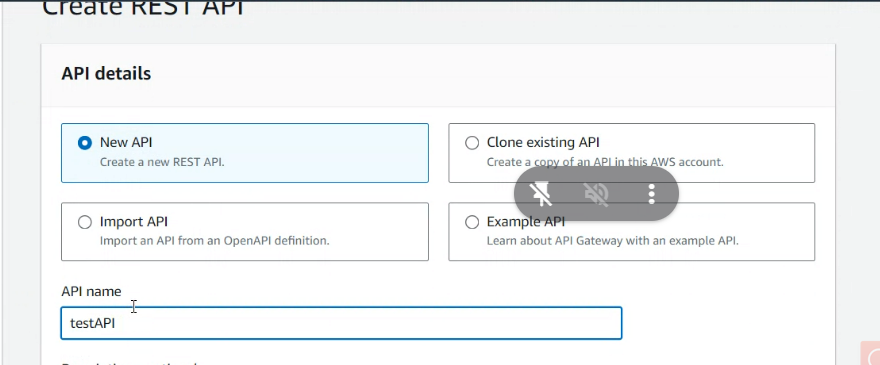 Create REST API
API details
New API
Create a new REST API.
Clone existing API
Create a copy of an API in this AWS account.
Import API
Import an API from an OpenAPI definition.
Example API
Learn about API Gateway with an example API.
API name
testAPI